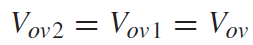 V_{ov2} = V_{ov1} = V_{ov}